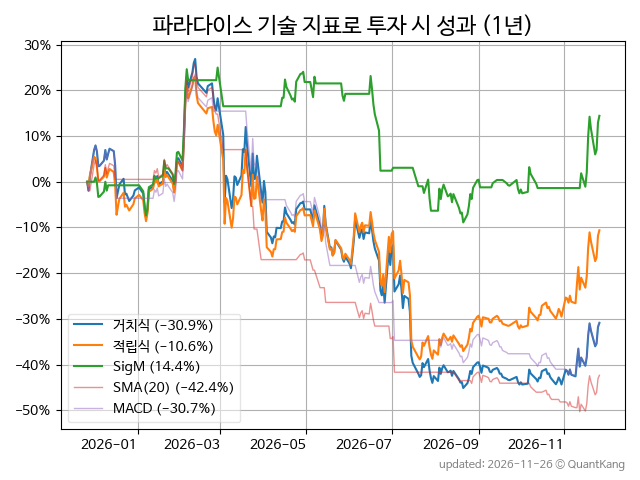 파라다이스 기술 지표로 투자 시 성과 (1년)
30%
20%
10%
0%
−10%
−20%
−30%
−40%
−50%
거치식 (−30.9%)
적립식 (−10.6%)
SigM (14.4%)
SMA(20) (−42.4%)
MACD (−30.7%)
2026-01
2026-03
2026-05
2026-07
2026-09
2026-11
updated: 2026-11-26 © QuantKang